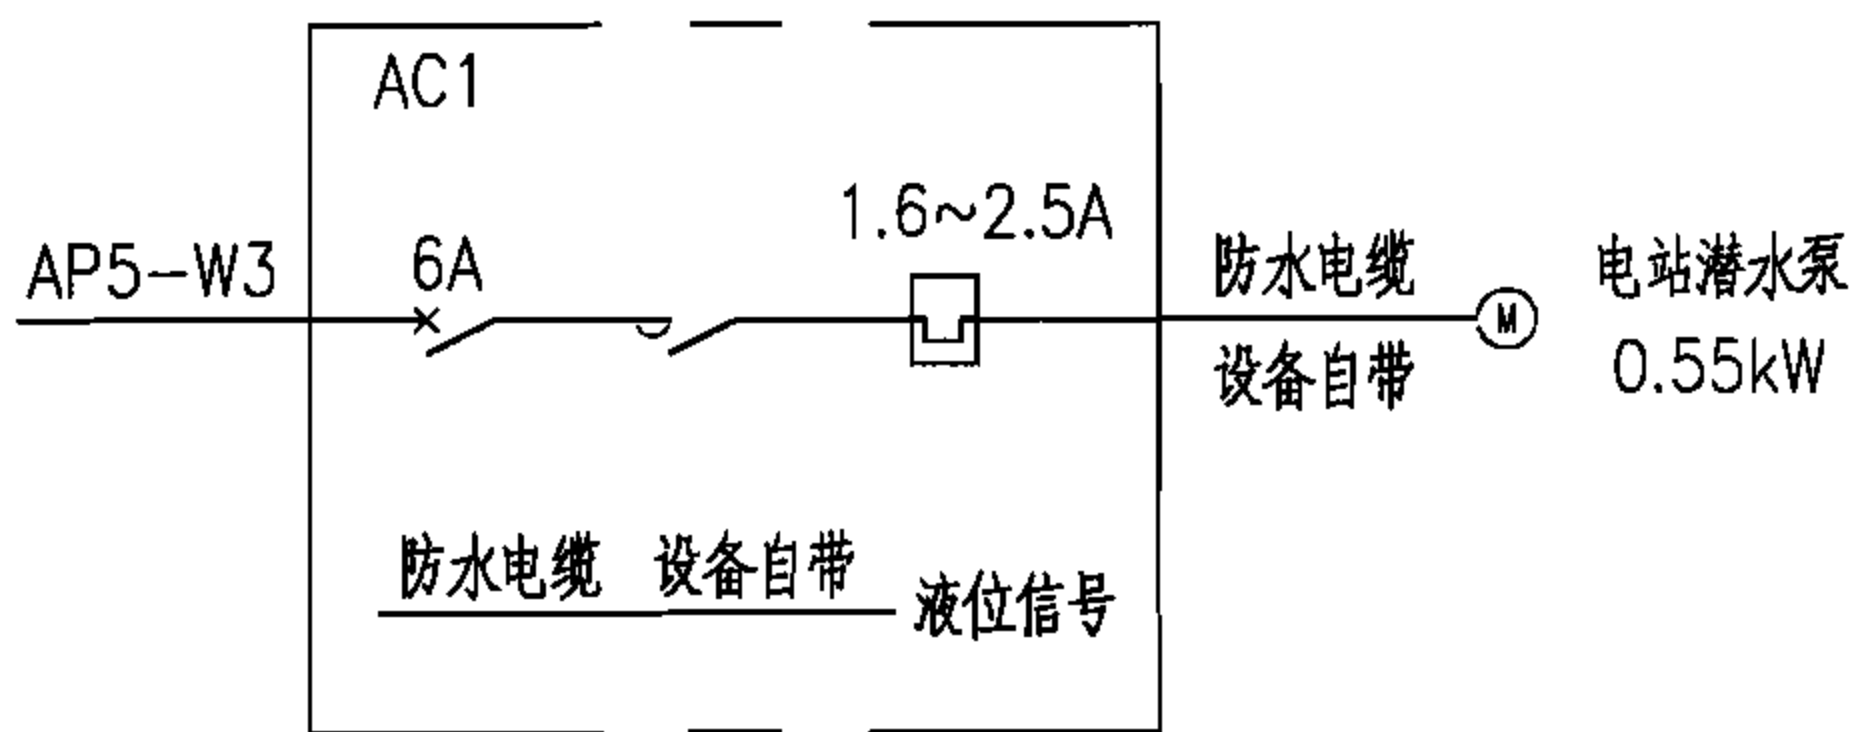 AC1
1.6~2.5A
AP5-W3
6A
防水电缆
电站潜水泵
M
设备自带
0.55kW
防水电缆 设备自带
液位信号